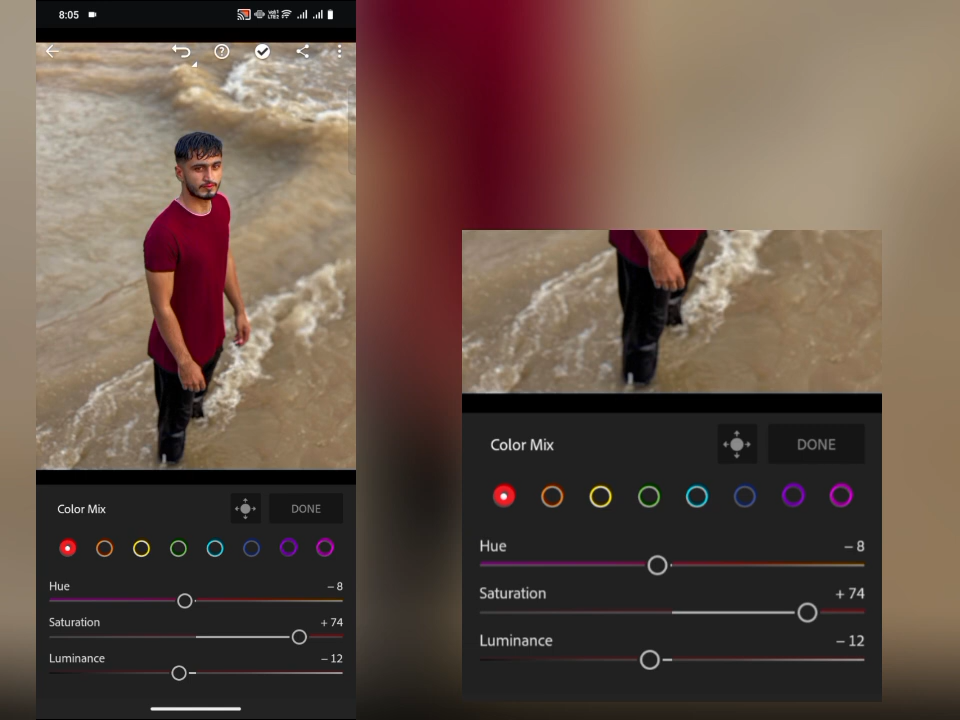 8:05
Color Mix
DONE
Hue
– 8
Saturation
+ 74
Luminance
– 12
Color Mix
DONE
Hue
– 8
Saturation
+ 74
Luminance
– 12